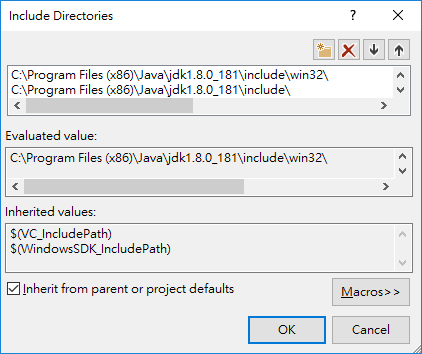 Include Directories
?
C:\Program Files (x86)\Java\jdk1.8.0_181\include\win32\
C:\Program Files (x86)\Java\jdk1.8.0_181\include\
Evaluated value:
C:\Program Files (x86)\Java\jdk1.8.0_181\include\win32\
Inherited values:
$(VC_IncludePath)
$(WindowsSDK_IncludePath)
Inherit from parent or project defaults
Macros>>
OK
Cancel